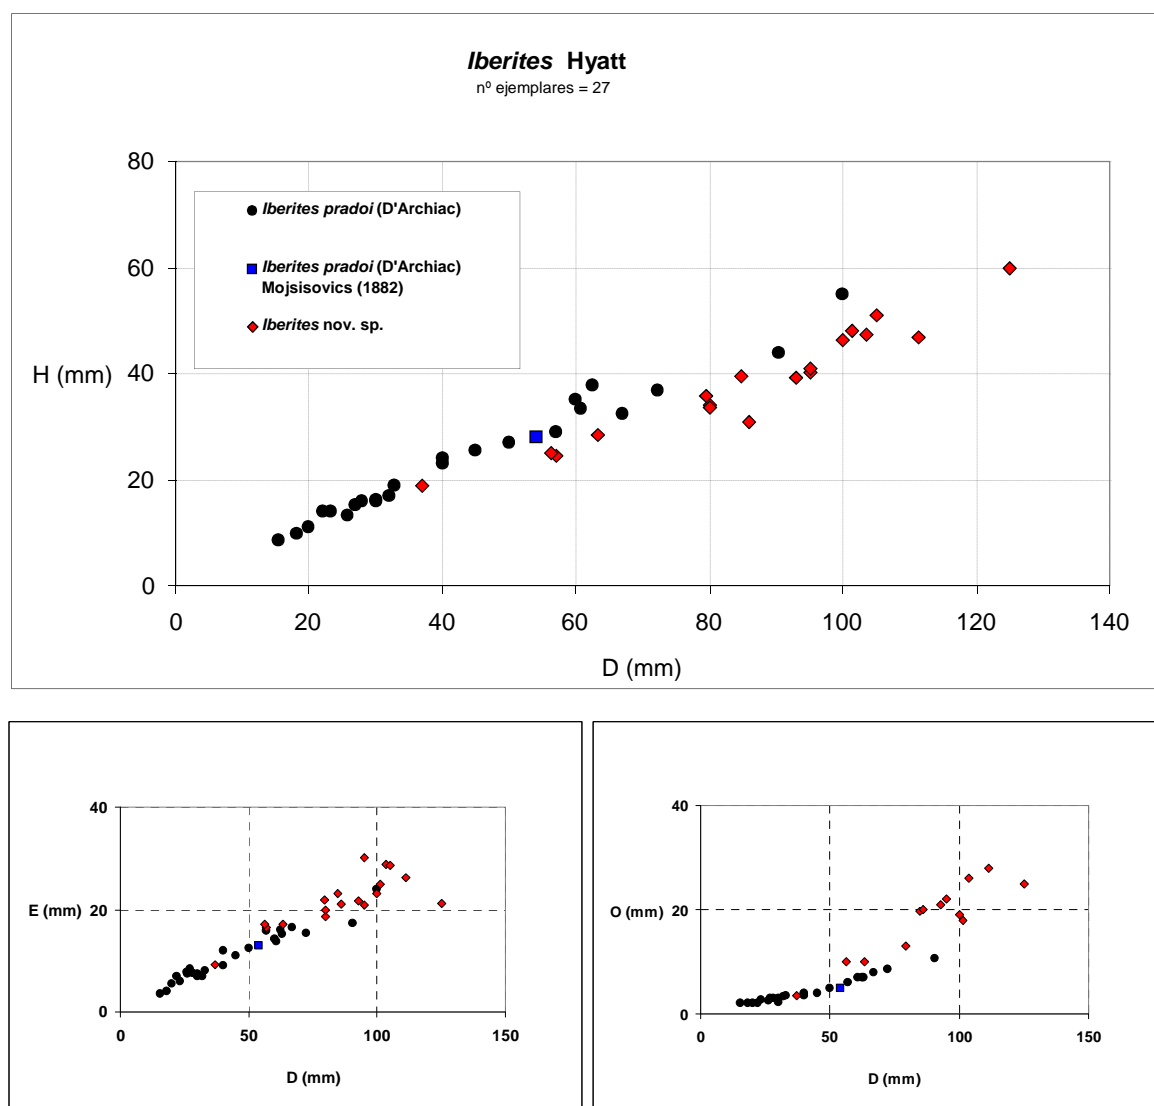 Iberites Hyatt
nº ejemplares = 27
80
60
40
20
0
H (mm)
Iberites pradoi (D'Archiac)
Iberites pradoi (D'Archiac)
Mojsisovics (1882)
Iberites nov. sp.
0 20 40 60 80 100 120 140
D (mm)
40
20
0
E (mm)
0 50 100 150
D (mm)
40
20
0
O (mm)
0 50 100 150
D (mm)